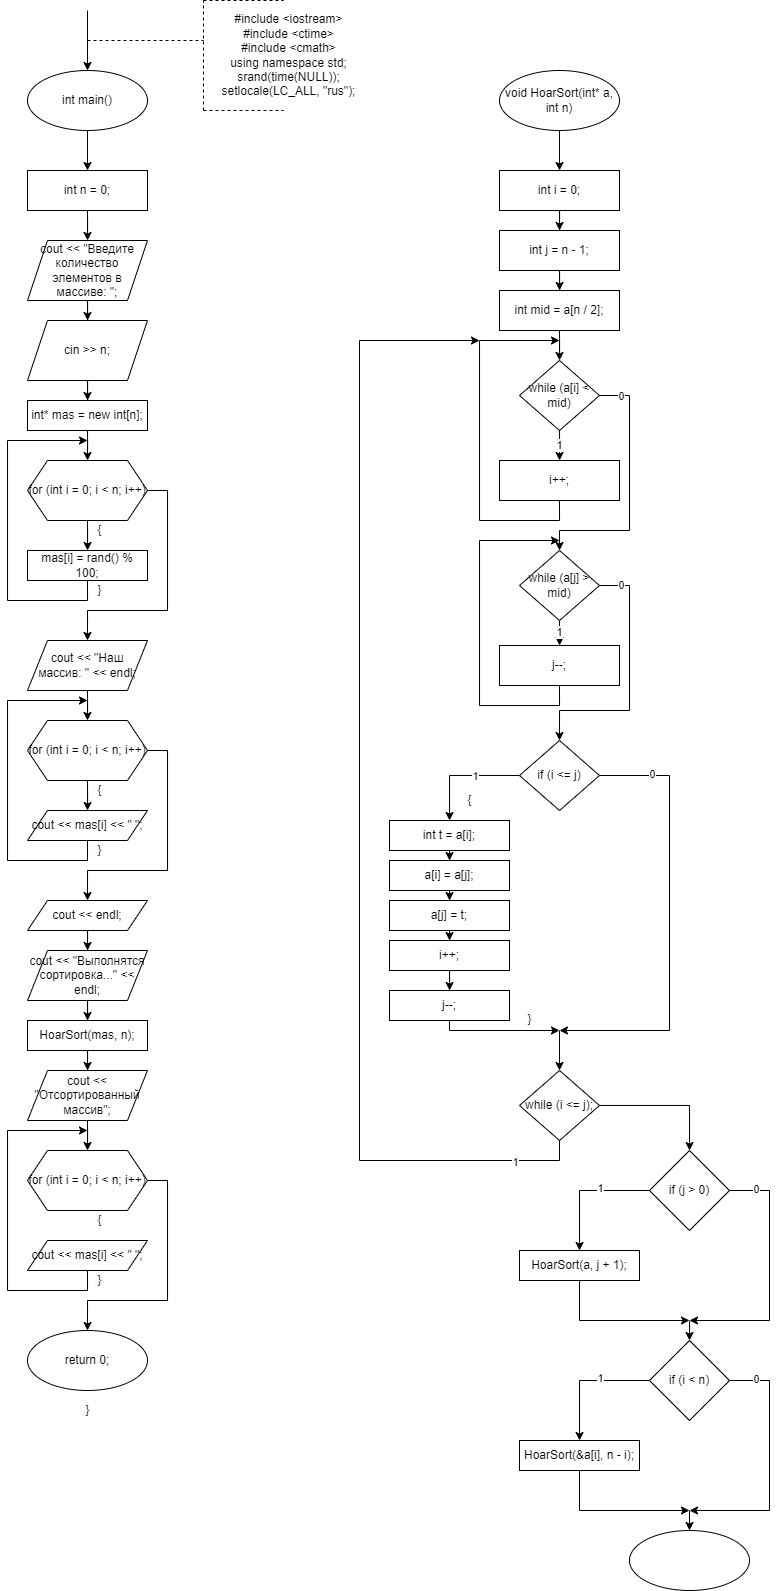 #include <iostream>
#include <ctime>
#include <cmath>
using namespace std;
srand(time(NULL));
setlocale(LC_ALL, "rus");
int main()
int n = 0;
cout << "Введите
количество
элементов в
массиве: ";
cin >> n;
int* mas = new int[n];
for (int i = 0; i < n; i++)
{
mas[i] = rand() %
100;
}
cout << "Наш
массив: " << endl;
for (int i = 0; i < n; i++)
{
cout << mas[i] << " ";
}
cout << endl;
cout << "Выполнятся
сортировка..." <<
endl;
HoarSort(mas, n);
cout <<
"Отсортированный
массив";
for (int i = 0; i < n; i++)
{
cout << mas[i] << " ";
}
return 0;
}
void HoarSort(int* a,
int n)
int i = 0;
int j = n - 1;
int mid = a[n / 2];
while (a[i] <
mid)
0
1
i++;
while (a[j] >
mid)
0
1
j--;
if (i <= j)
1
0
{
int t = a[i];
a[i] = a[j];
a[j] = t;
i++;
j--;
}
while (i <= j);
1
if (j > 0)
1
0
HoarSort(a, j + 1);
if (i < n)
1
0
HoarSort(&a[i], n - i);